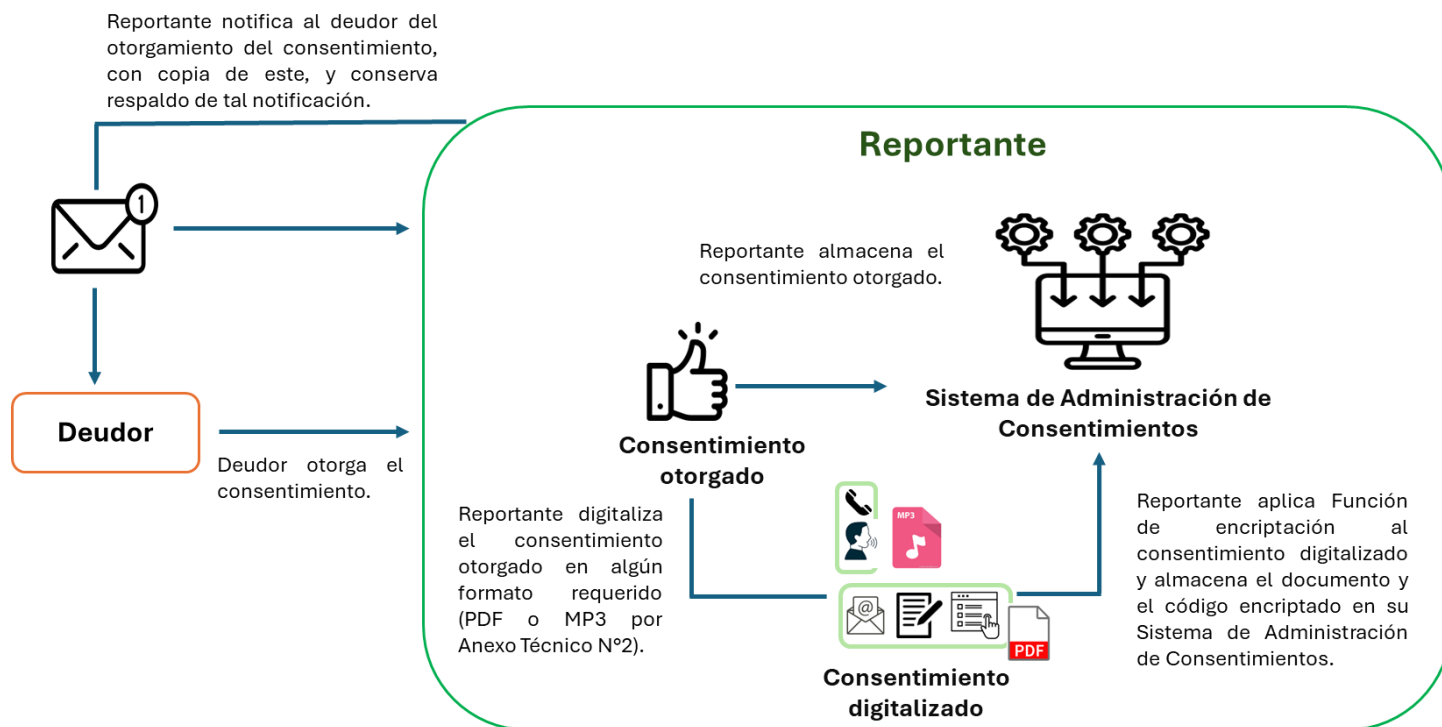 Reportante notifica al deudor del
otorgamiento del consentimiento,
con copia de este, y conserva
respaldo de tal notificación.
Reportante
1
Reportante almacena el
consentimiento otorgado.
Sistema de Administración de
Consentimientos
Deudor
Deudor otorga el
consentimiento.
Consentimiento
otorgado
Reportante digitaliza
el consentimiento
otorgado en algún
formato requerido
(PDF o MP3 por
Anexo Técnico N°2).
MP3
@
PDF
Consentimiento
digitalizado
Reportante aplica Función
de encriptación al
consentimiento digitalizado
y almacena el documento y
el código encriptado en su
Sistema de Administración
de Consentimientos.